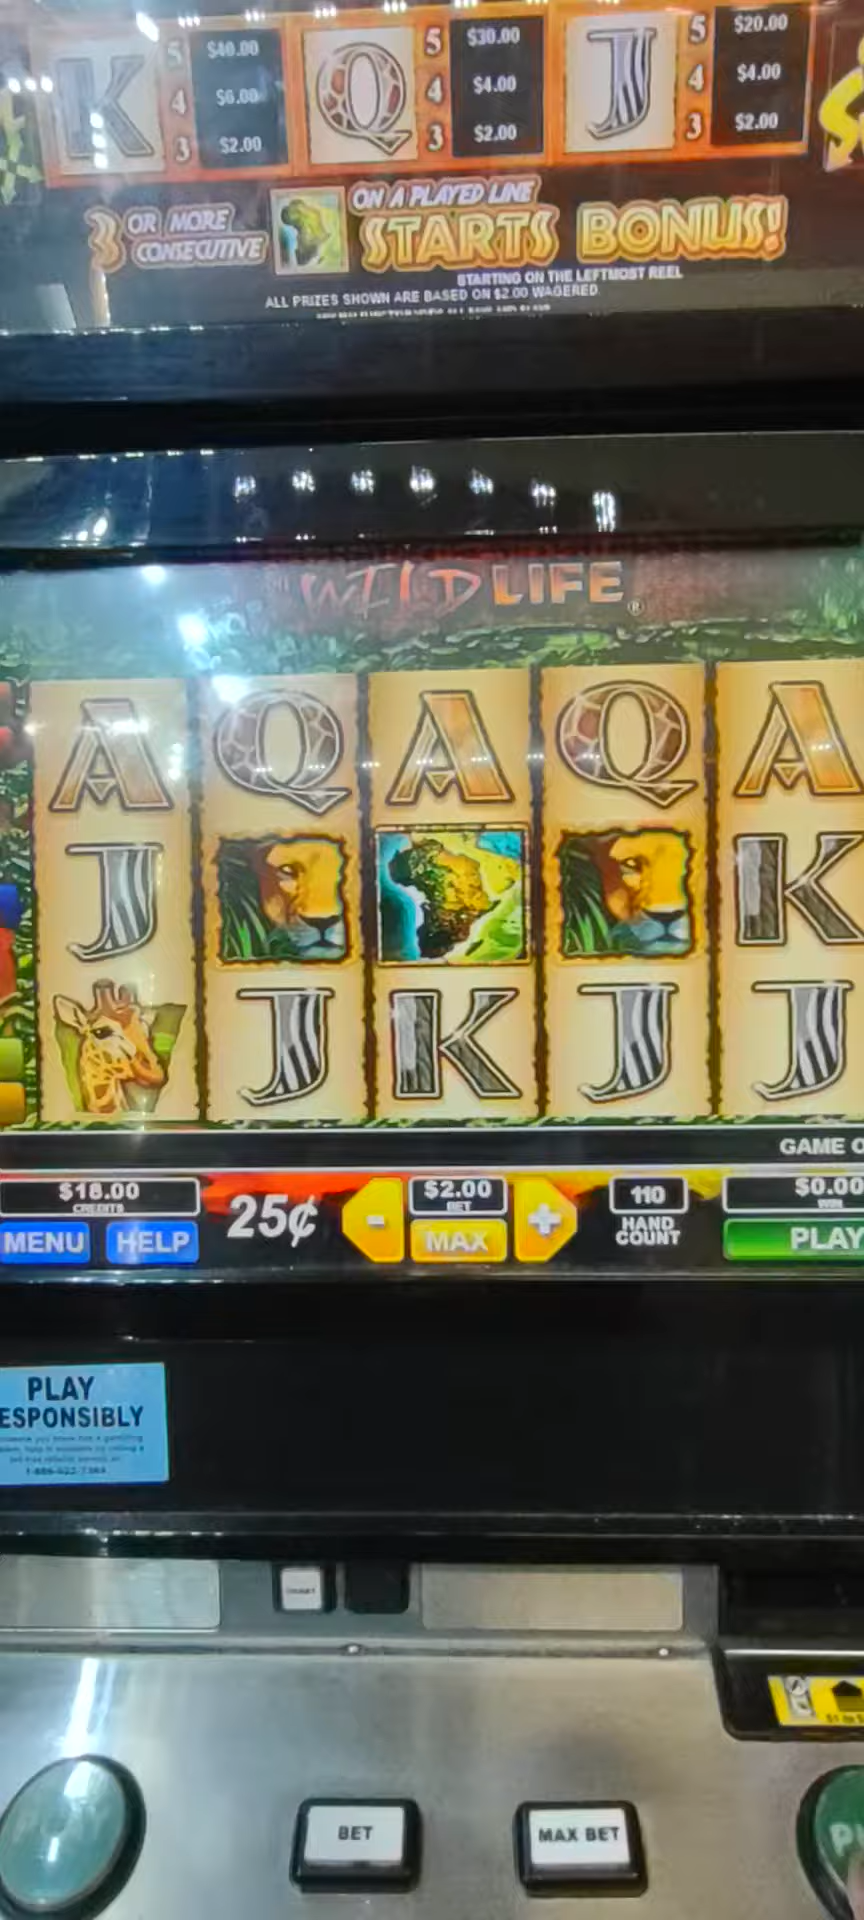 K 5 $40.00 Q 5 $30.00 J 5 $20.00
4 $6.00 4 $4.00 4 $4.00
3 $2.00 3 $2.00 3 $2.00
3 OR MORE CONSECUTIVE ON A PLAYED LINE
STARTS BONUS!
STARTING ON THE LEFTMOST REEL
ALL PRIZES SHOWN ARE BASED ON $2.00 WAGERED
WILD LIFE ®
A Q A Q A
J K
J K J J
GAME O
$18.00 25¢ - $2.00 + 110 $0.00
CREDITS BET HAND COUNT WIN
MENU HELP MAX PLAY
PLAY
ESPONSIBLY
BET MAX BET